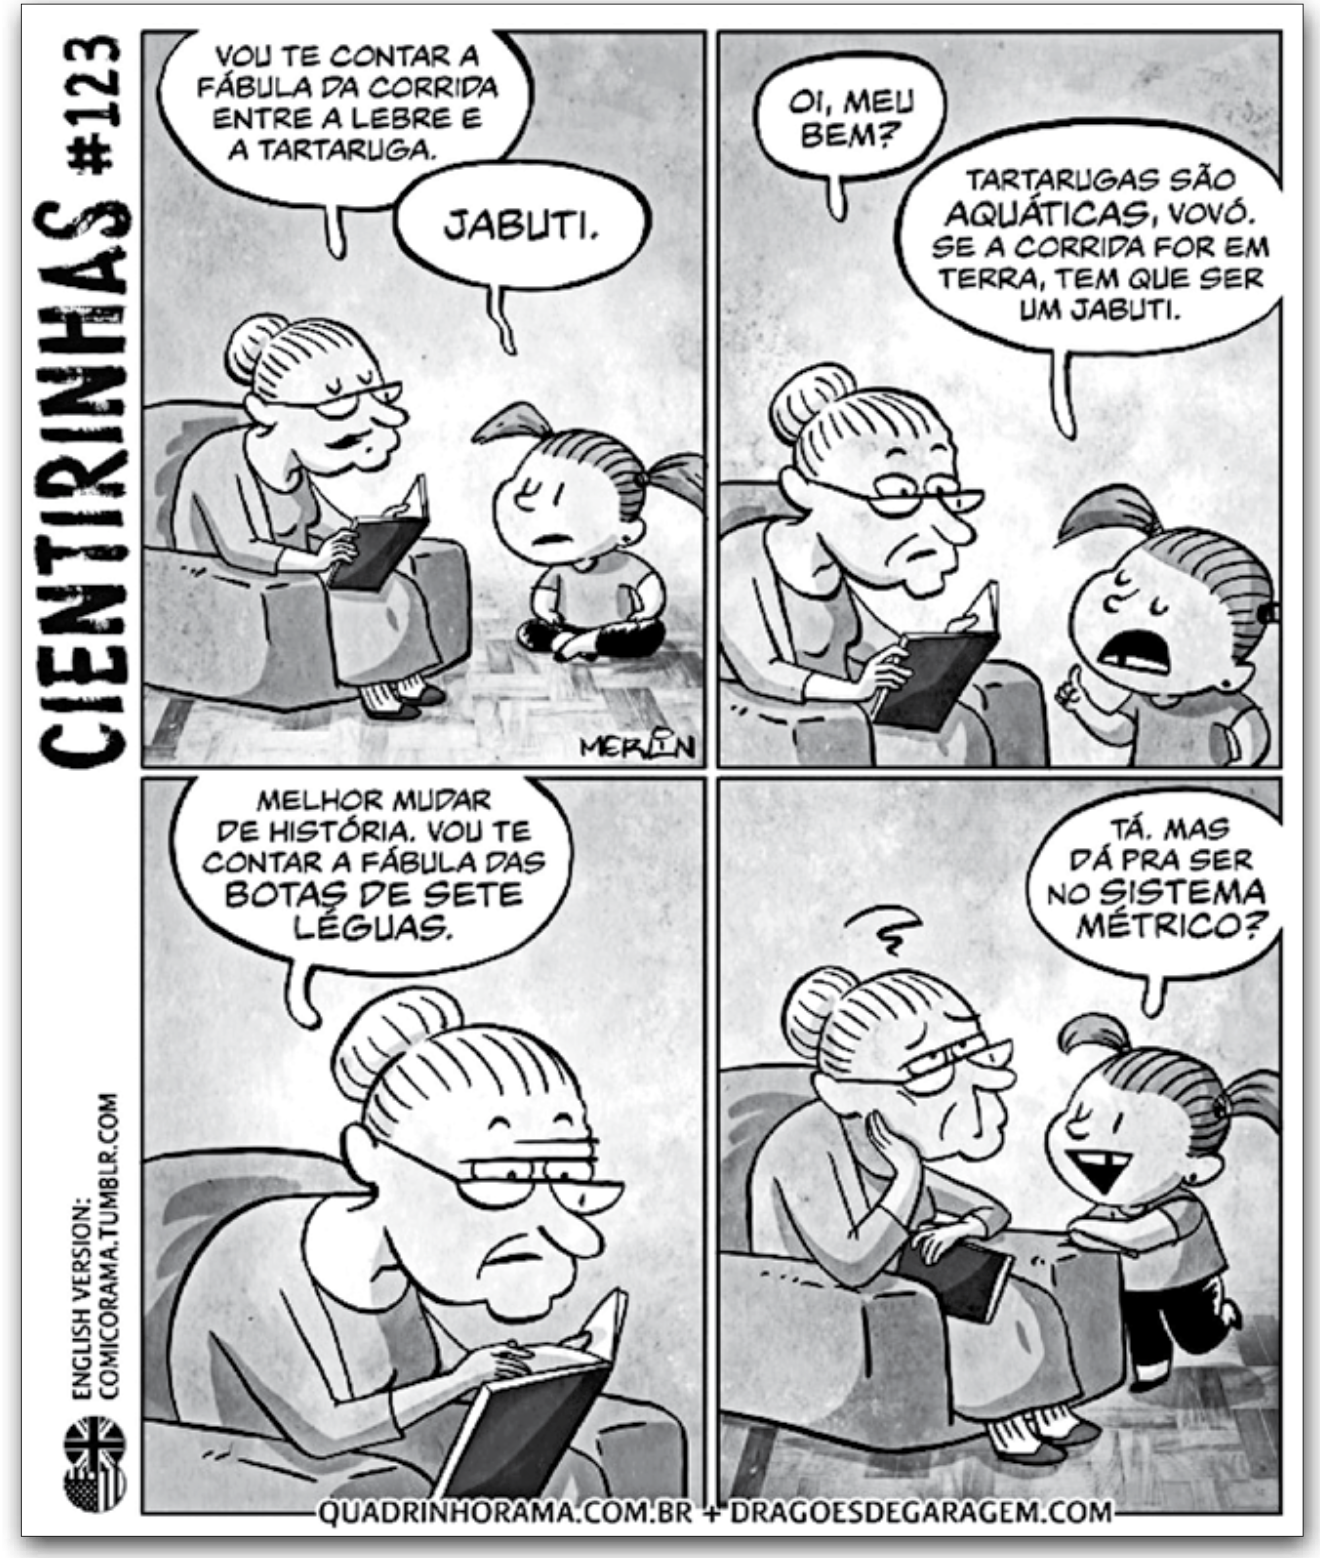 CIENTIRINHAS #123
VOU TE CONTAR A
FÁBULA DA CORRIDA
ENTRE A LEBRE E
A TARTARUGA.
JABUTI.
MERLIN
OI, MEU
BEM?
TARTARUGAS SÃO
AQUÁTICAS, VOVÓ.
SE A CORRIDA FOR EM
TERRA, TEM QUE SER
UM JABUTI.
MELHOR MUDAR
DE HISTÓRIA. VOU TE
CONTAR A FÁBULA DAS
BOTAS DE SETE
LÉGUAS.
TÁ. MAS
DÁ PRA SER
NO SISTEMA
MÉTRICO?
ENGLISH VERSION:
COMICORAMA.TUMBLR.COM
QUADRINHORAMA.COM.BR + DRAGOESDEGARAGEM.COM